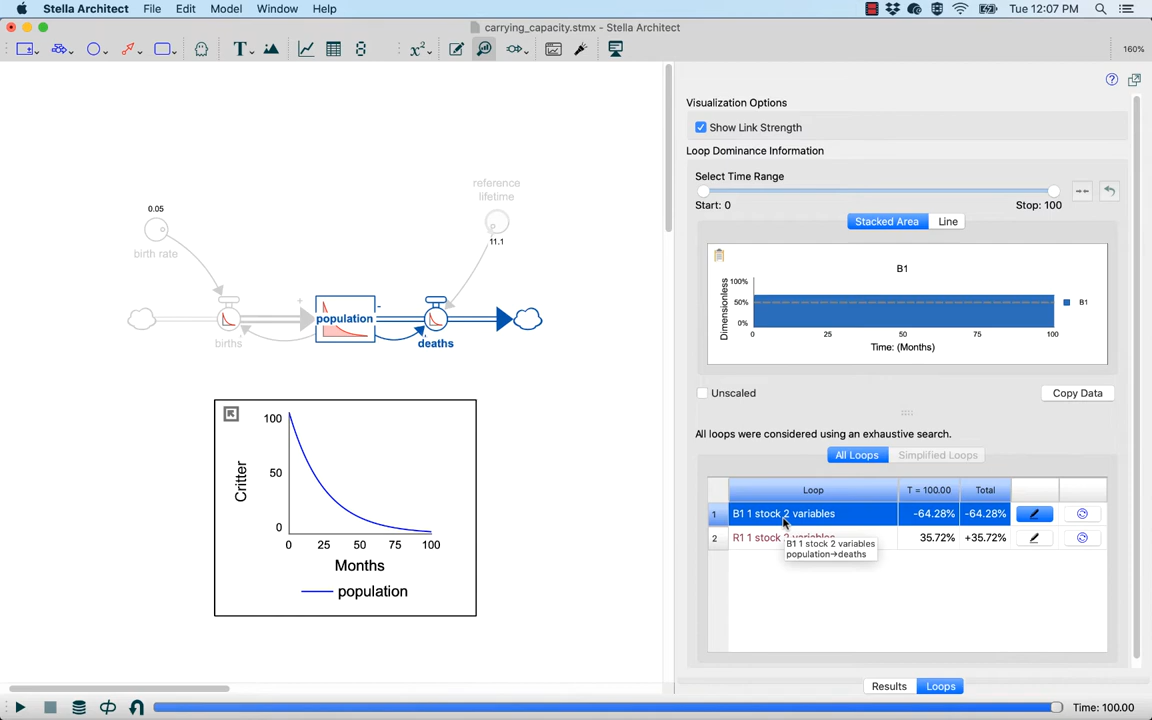 Stella Architect File Edit Model Window Help Tue 12:07 PM
carrying_capacity.stmx - Stella Architect
T x² 160%
?
Visualization Options
Show Link Strength
Loop Dominance Information
Select Time Range
Start: 0 Stop: 100
Stacked Area Line
B1
Dimensionless
100%
50%
0%
B1
0 25 50 75 100
Time: (Months)
Unscaled Copy Data
All loops were considered using an exhaustive search.
All Loops Simplified Loops
Loop T = 100.00 Total
1 B1 1 stock 2 variables -64.28% -64.28%
2 R1 1 stock 2 variables 35.72% +35.72%
B1 1 stock 2 variables
population→deaths
Results Loops
0.05
birth rate
reference
lifetime
11.1
+
population
-
births
deaths
Critter
100
50
0
0 25 50 75 100
Months
population
Time: 100.00